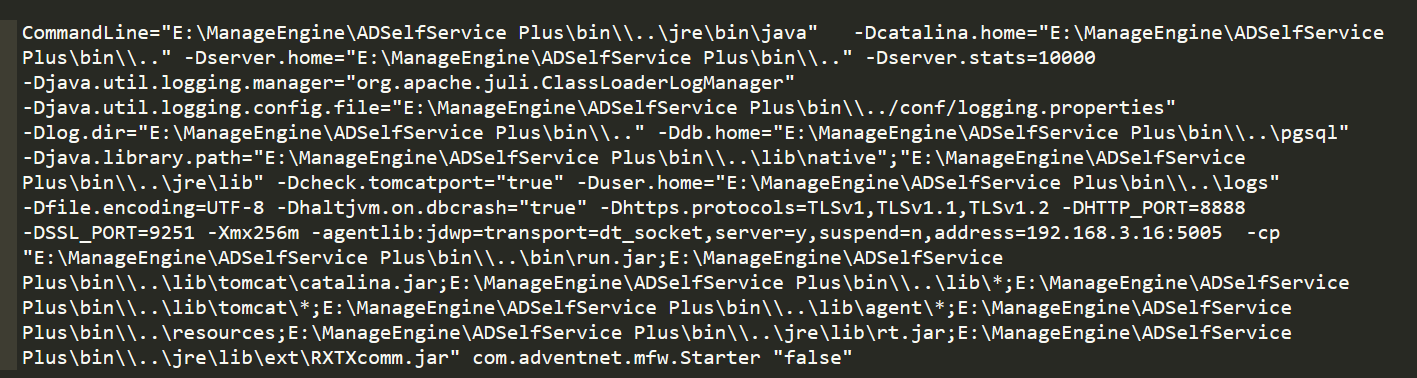 CommandLine="E:\ManageEngine\ADSelfService Plus\bin\\..\jre\bin\java"   -Dcatalina.home="E:\ManageEngine\ADSelfService
Plus\bin\\.." -Dserver.home="E:\ManageEngine\ADSelfService Plus\bin\\.." -Dserver.stats=10000
-Djava.util.logging.manager="org.apache.juli.ClassLoaderLogManager"
-Djava.util.logging.config.file="E:\ManageEngine\ADSelfService Plus\bin\\../conf/logging.properties"
-Dlog.dir="E:\ManageEngine\ADSelfService Plus\bin\\.." -Ddb.home="E:\ManageEngine\ADSelfService Plus\bin\\..\pgsql"
-Djava.library.path="E:\ManageEngine\ADSelfService Plus\bin\\..\lib\native";"E:\ManageEngine\ADSelfService
Plus\bin\\..\jre\lib" -Dcheck.tomcatport="true" -Duser.home="E:\ManageEngine\ADSelfService Plus\bin\\..\logs"
-Dfile.encoding=UTF-8 -Dhaltjvm.on.dbcrash="true" -Dhttps.protocols=TLSv1,TLSv1.1,TLSv1.2 -DHTTP_PORT=8888
-DSSL_PORT=9251 -Xmx256m -agentlib:jdwp=transport=dt_socket,server=y,suspend=n,address=192.168.3.16:5005  -cp
"E:\ManageEngine\ADSelfService Plus\bin\\..\bin\run.jar;E:\ManageEngine\ADSelfService
Plus\bin\\..\lib\tomcat\catalina.jar;E:\ManageEngine\ADSelfService Plus\bin\\..\lib\*;E:\ManageEngine\ADSelfService
Plus\bin\\..\lib\tomcat\*;E:\ManageEngine\ADSelfService Plus\bin\\..\lib\agent\*;E:\ManageEngine\ADSelfService
Plus\bin\\..\resources;E:\ManageEngine\ADSelfService Plus\bin\\..\jre\lib\rt.jar;E:\ManageEngine\ADSelfService
Plus\bin\\..\jre\lib\ext\RXTXcomm.jar" com.adventnet.mfw.Starter "false"